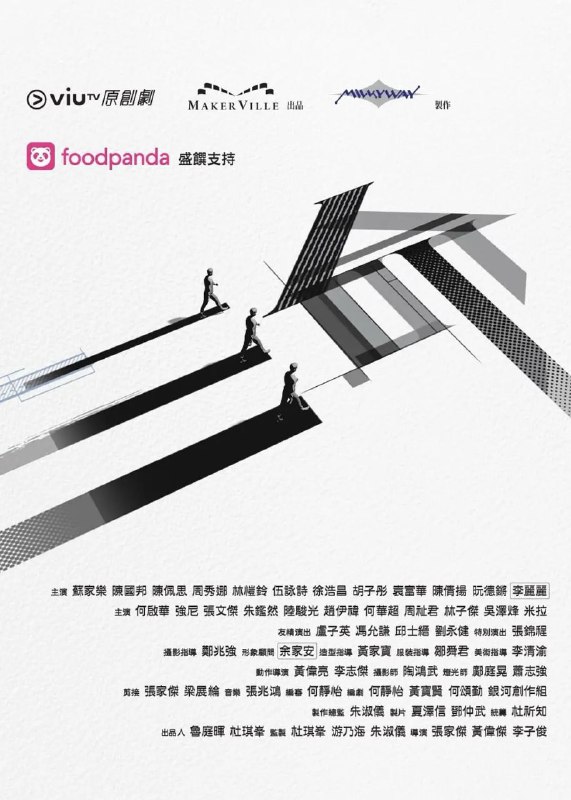 viuTV原創劇 MAKERVILLE 出品 MILKYWAY 製作
foodpanda 盛饌支持
主演 蘇家樂 陳國邦 陳佩思 周秀娜 林愷鈴 伍詠詩 徐浩昌 胡子彤 袁富華 陳倩揚 阮德鏘 李麗麗
主演 何啟華 強尼 張文傑 朱鑑然 陸駿光 趙伊禕 何華超 周祉君 林子傑 吳澤烽 米拉
友情演出 盧子英 馮允謙 邱士縉 劉永健 特別演出 張錦程
攝影指導 鄭兆強 形象顧問 余家安 造型指導 黃家寶 服裝指導 鄒舜君 美術指導 李清渝
動作導演 黃偉亮 李志傑 攝影師 陶鴻武 燈光師 鄺庭晃 蕭志強
剪接 張家傑 梁展綸 音樂 張兆鴻 編審 何靜怡 編劇 何靜怡 黃寶賢 何頌勤 銀河創作組
製作總監 朱淑儀 製片 夏澤信 鄧仲武 統籌 杜祈知
出品人 魯庭暉 杜琪峯 監製 杜琪峯 游乃海 朱淑儀 導演 張家傑 黃偉傑 李子俊